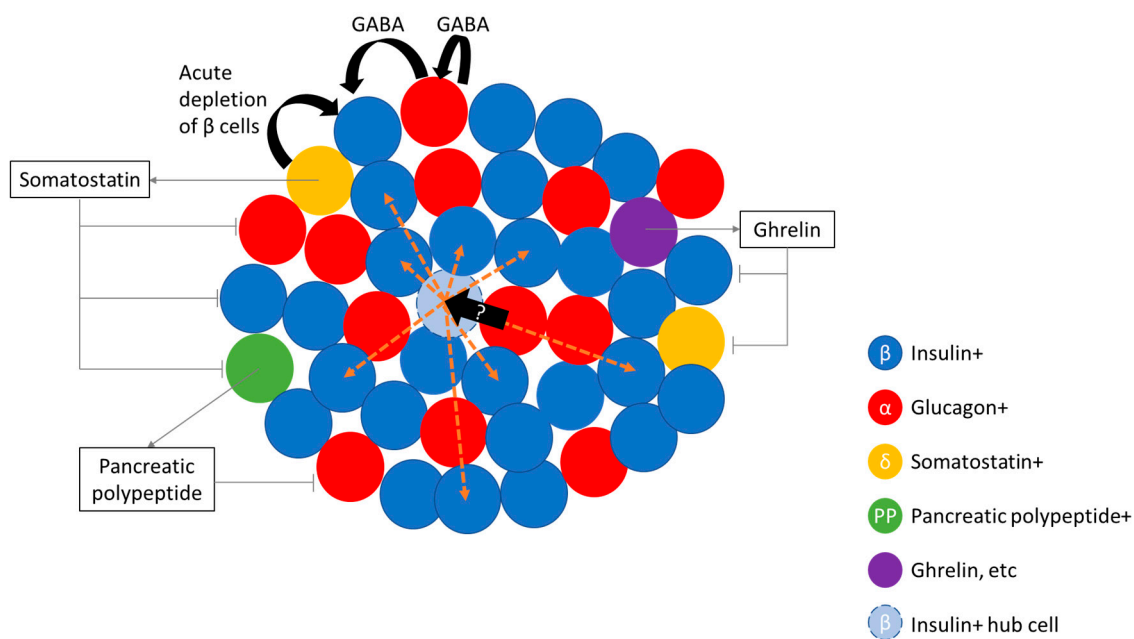 GABA
GABA
Acute
depletion
of β cells
Somatostatin
Ghrelin
?
Pancreatic
polypeptide
β Insulin+
α Glucagon+
δ Somatostatin+
PP Pancreatic polypeptide+
Ghrelin, etc
β Insulin+ hub cell